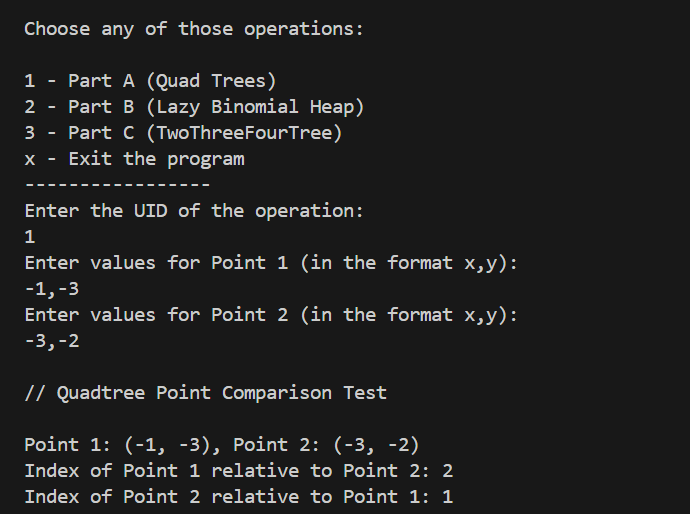 Choose any of those operations:
1 - Part A (Quad Trees)
2 - Part B (Lazy Binomial Heap)
3 - Part C (TwoThreeFourTree)
x - Exit the program
-----------------
Enter the UID of the operation:
1
Enter values for Point 1 (in the format x,y):
-1,-3
Enter values for Point 2 (in the format x,y):
-3,-2
// Quadtree Point Comparison Test
Point 1: (-1, -3), Point 2: (-3, -2)
Index of Point 1 relative to Point 2: 2
Index of Point 2 relative to Point 1: 1